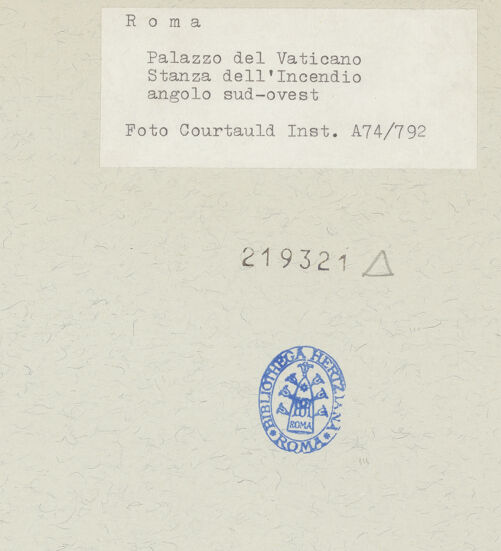 R o m a
Palazzo del Vaticano
Stanza dell'Incendio
angolo sud-ovest
Foto Courtauld Inst. A74/792
219321
BIBLIOTHECA HERTZIANA
ROMA
ROMA